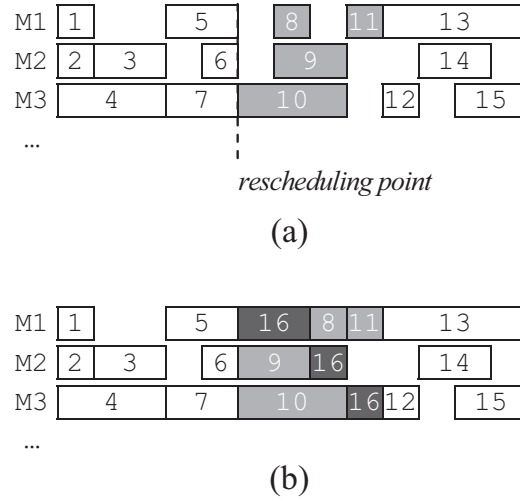 M1 1 5 8 11 13
M2 2 3 6 9 14
M3 4 7 10 12 15
...
rescheduling point
(a)
M1 1 5 16 8 11 13
M2 2 3 6 9 16 14
M3 4 7 10 16 12 15
...
(b)